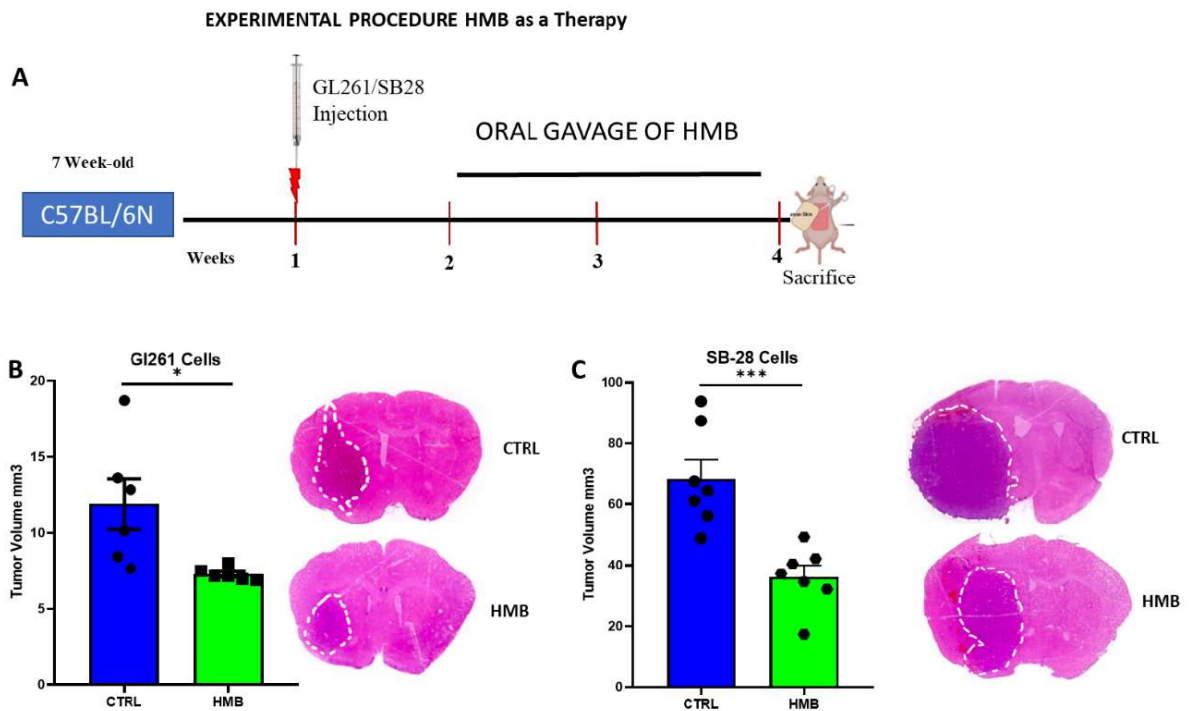 EXPERIMENTAL PROCEDURE HMB as a Therapy
A
GL261/SB28
Injection
ORAL GAVAGE OF HMB
7 Week-old
C57BL/6N
Weeks
1
2
3
4
Sacrifice
B
Gl261 Cells
*
20
15
10
5
0
Tumor Volume mm3
CTRL
HMB
CTRL
HMB
C
SB-28 Cells
***
100
80
60
40
20
0
Tumor Volume mm3
CTRL
HMB
CTRL
HMB